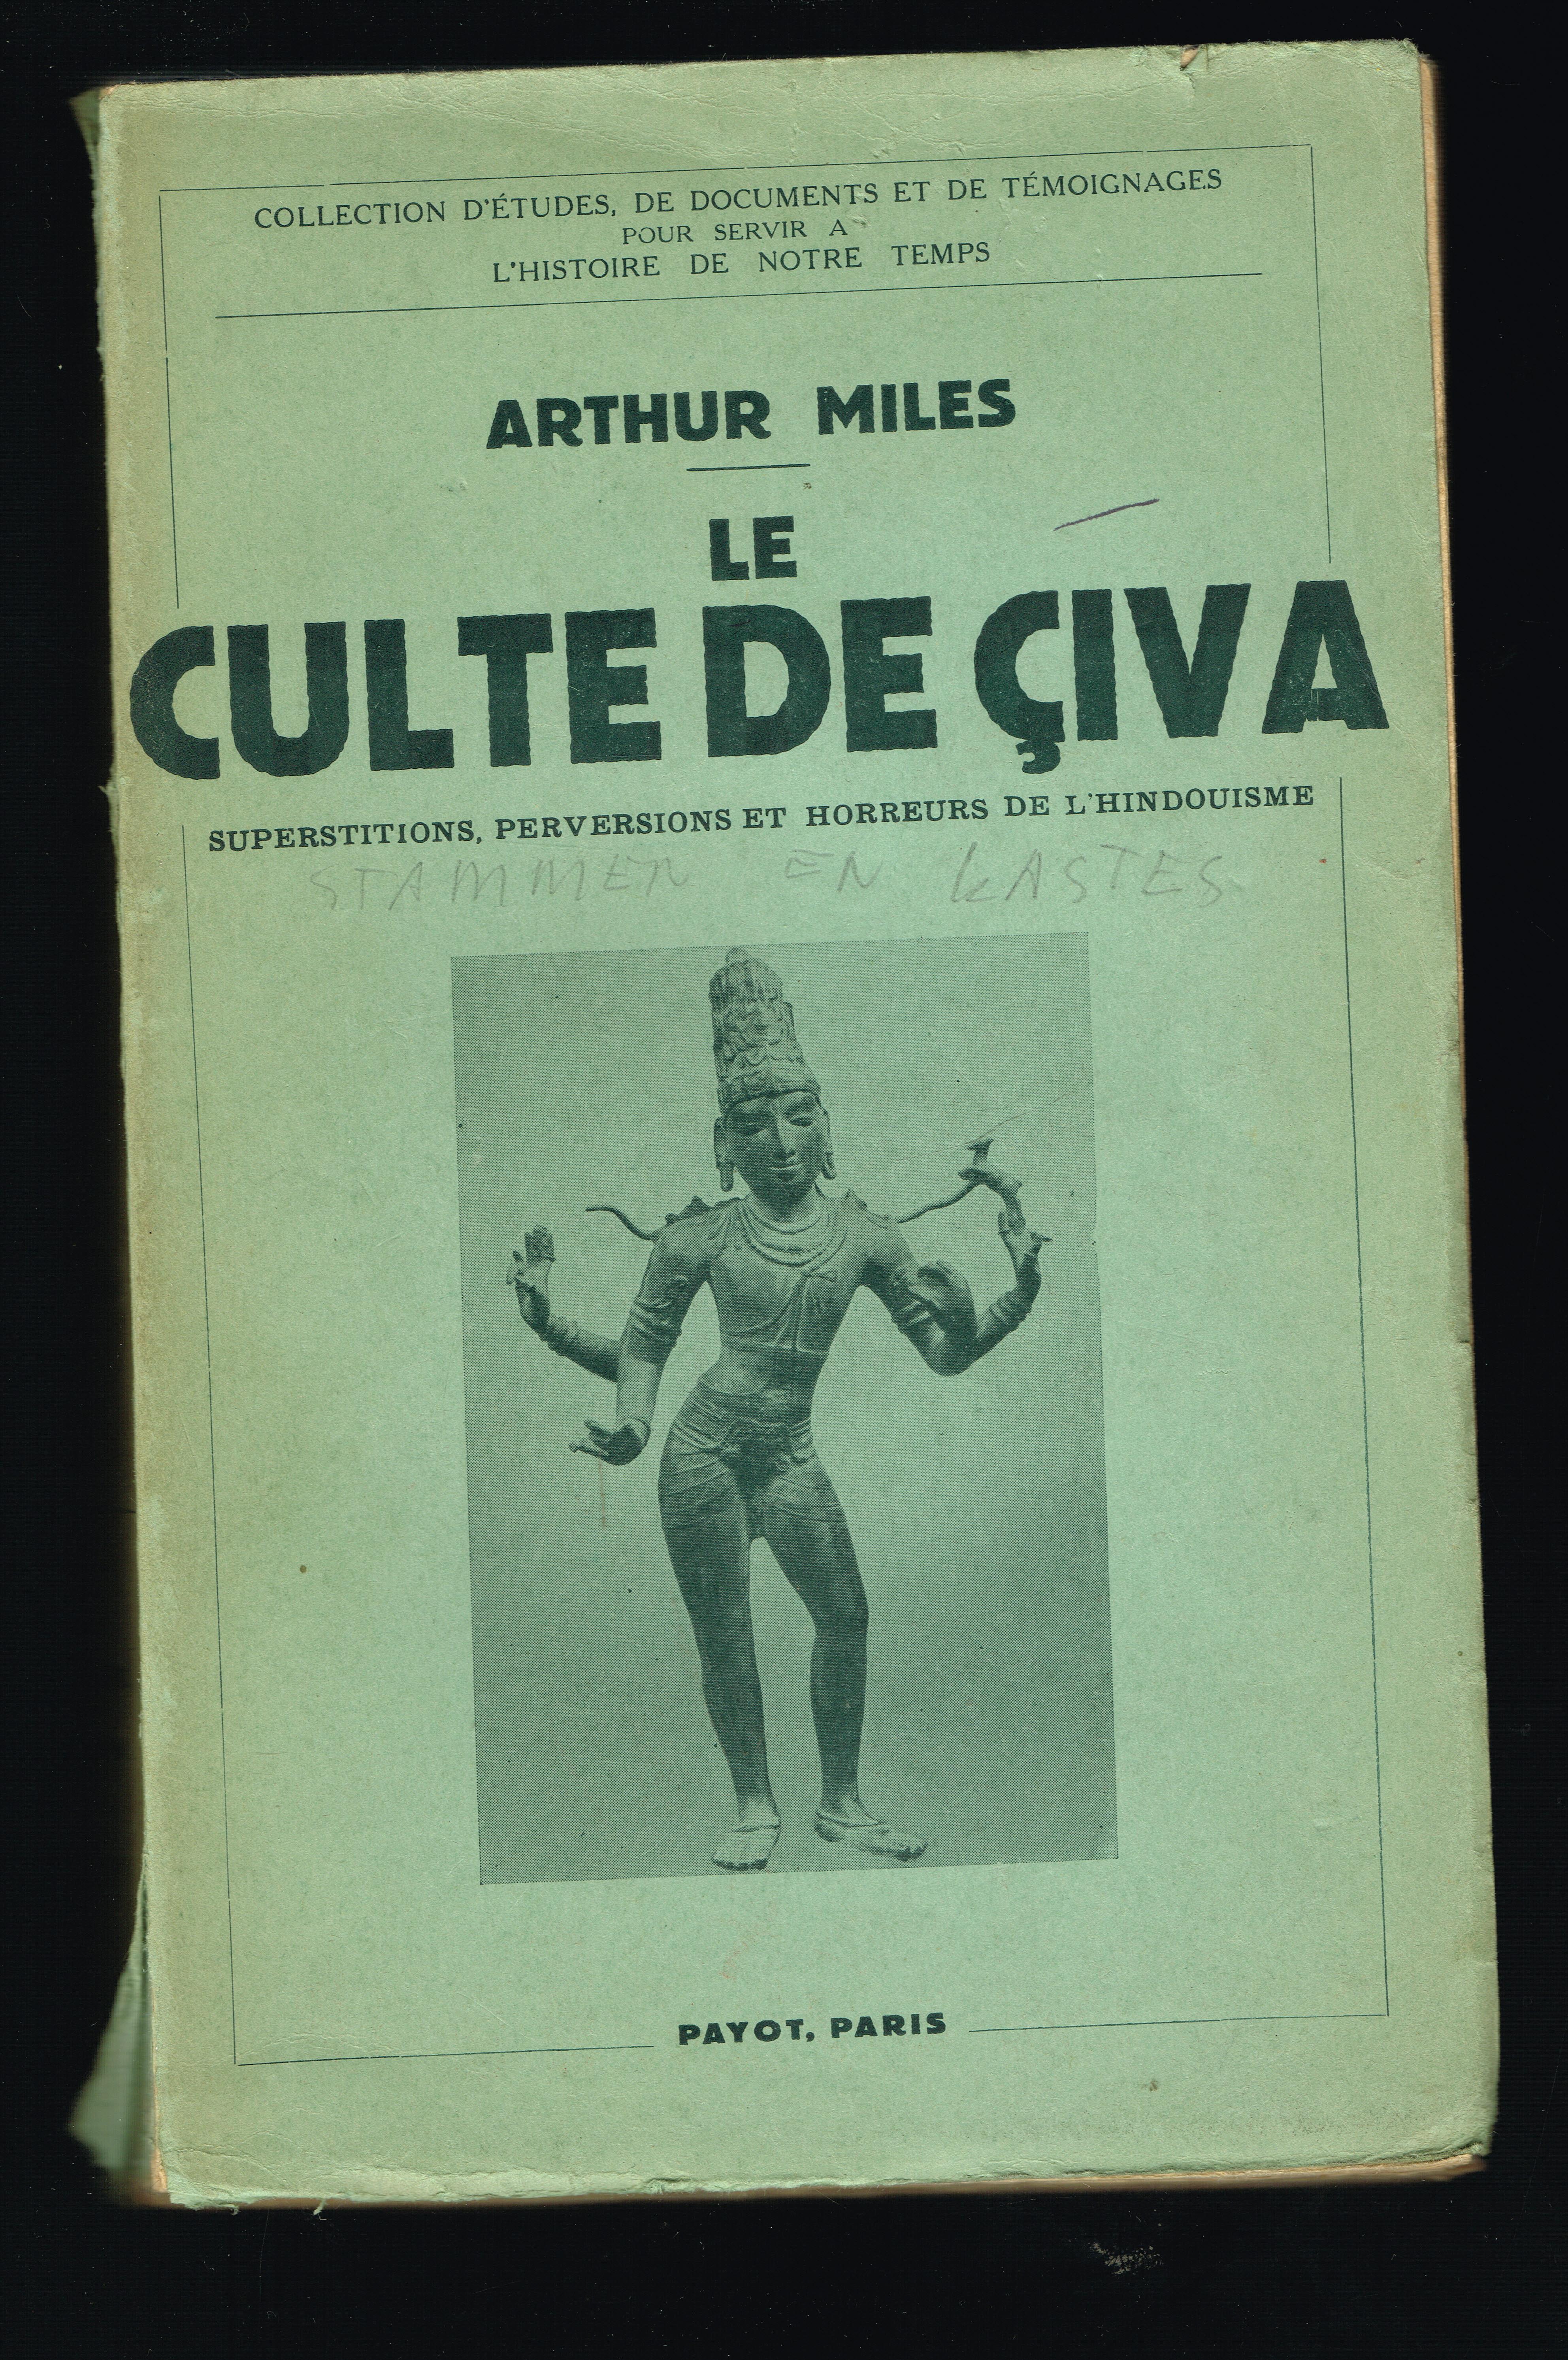 COLLECTION D'ÉTUDES, DE DOCUMENTS ET DE TÉMOIGNAGES
POUR SERVIR A
L'HISTOIRE DE NOTRE TEMPS
ARTHUR MILES
LE
CULTE DE ÇIVA
SUPERSTITIONS, PERVERSIONS ET HORREURS DE L'HINDOUISME
STAMMEN EN KASTES
PAYOT, PARIS